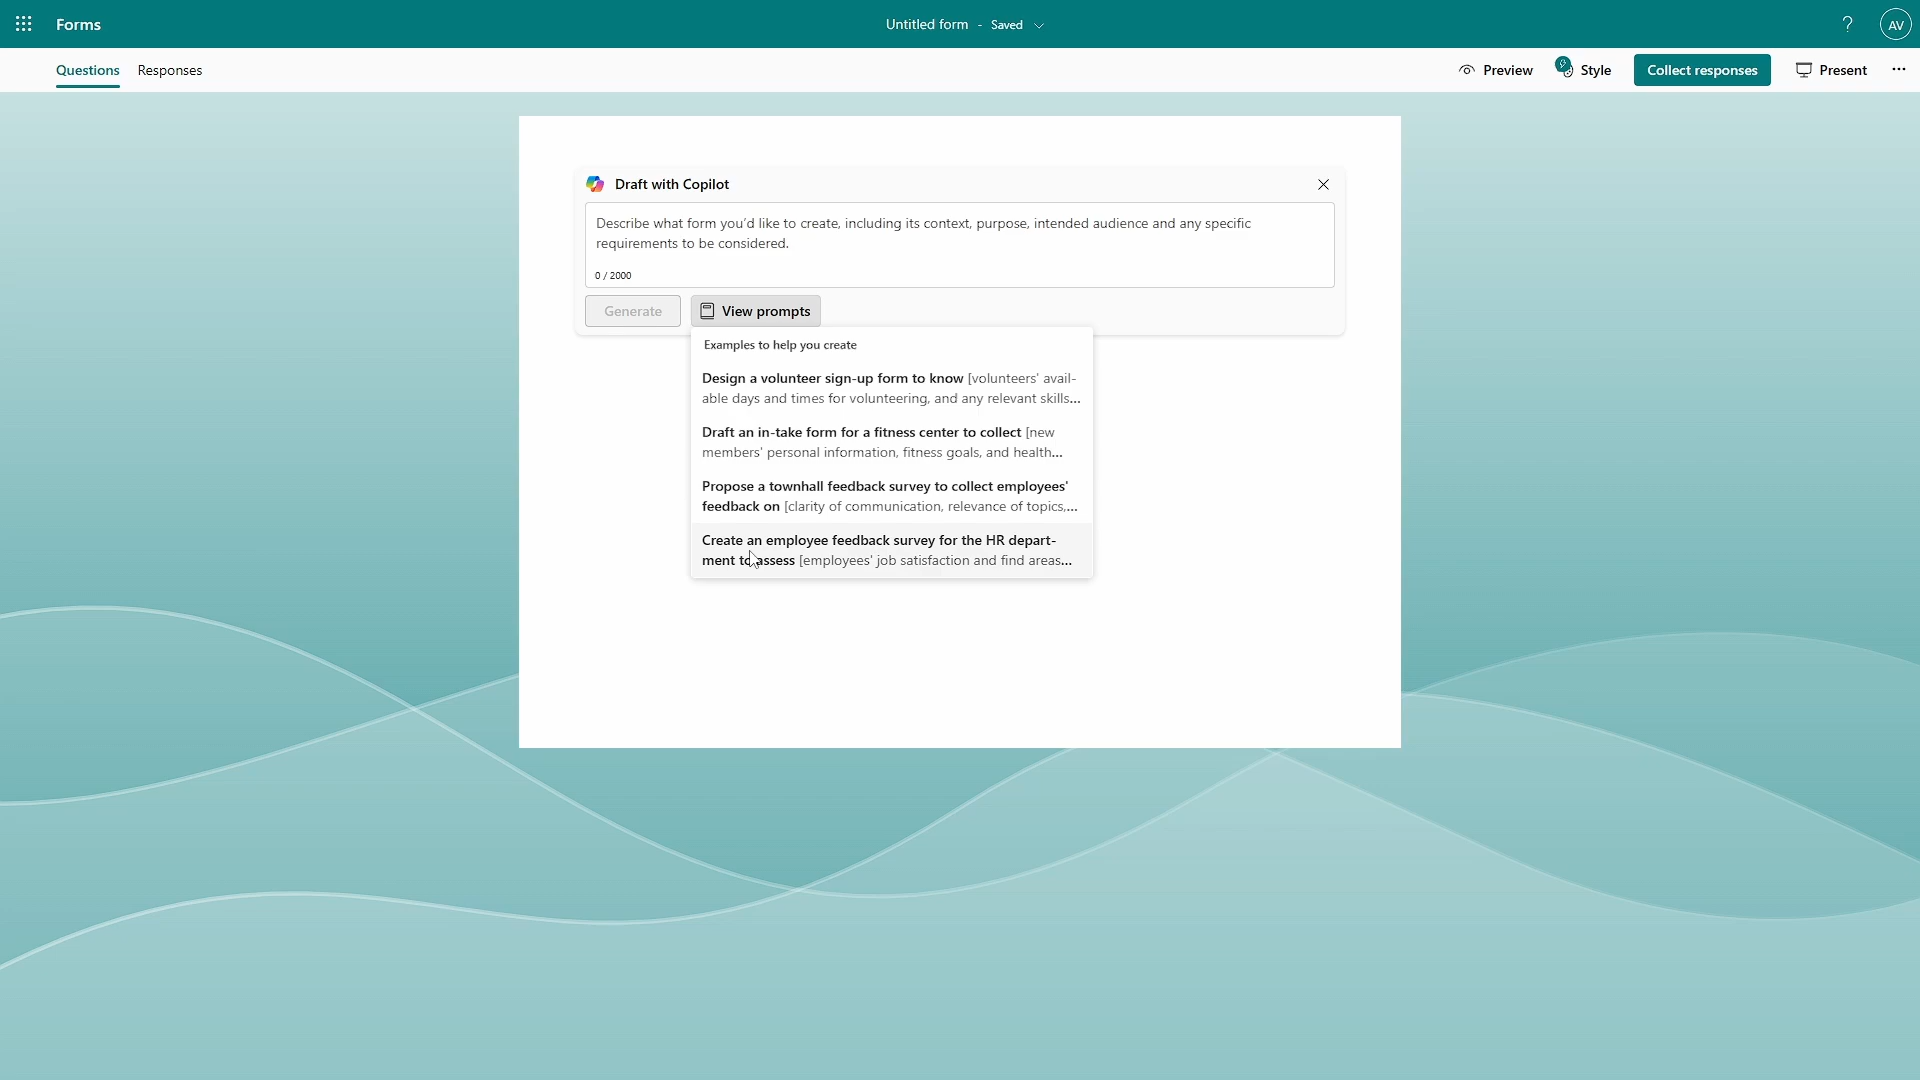 Forms
Untitled form - Saved
?
AV
Questions
Responses
Preview
Style
Collect responses
Present
...
Draft with Copilot
Describe what form you'd like to create, including its context, purpose, intended audience and any specific
requirements to be considered.
0 / 2000
Generate
View prompts
Examples to help you create
Design a volunteer sign-up form to know [volunteers' avail-
able days and times for volunteering, and any relevant skills...
Draft an in-take form for a fitness center to collect [new
members' personal information, fitness goals, and health...
Propose a townhall feedback survey to collect employees'
feedback on [clarity of communication, relevance of topics,...
Create an employee feedback survey for the HR depart-
ment to assess [employees' job satisfaction and find areas...